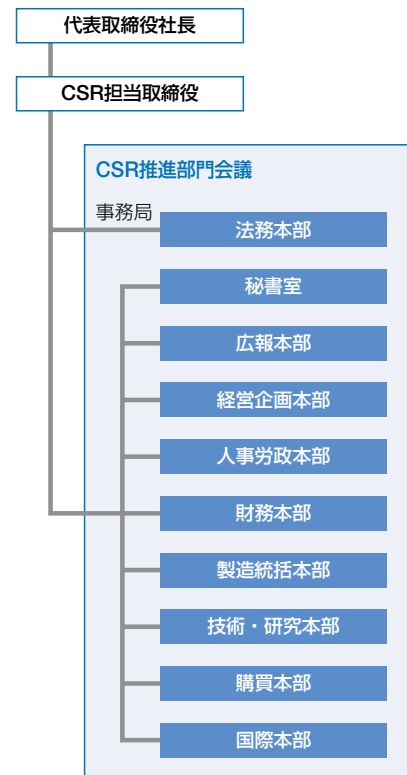 代表取締役社長
CSR担当取締役
CSR推進部門会議
事務局
法務本部
秘書室
広報本部
経営企画本部
人事労政本部
財務本部
製造統括本部
技術・研究本部
購買本部
国際本部